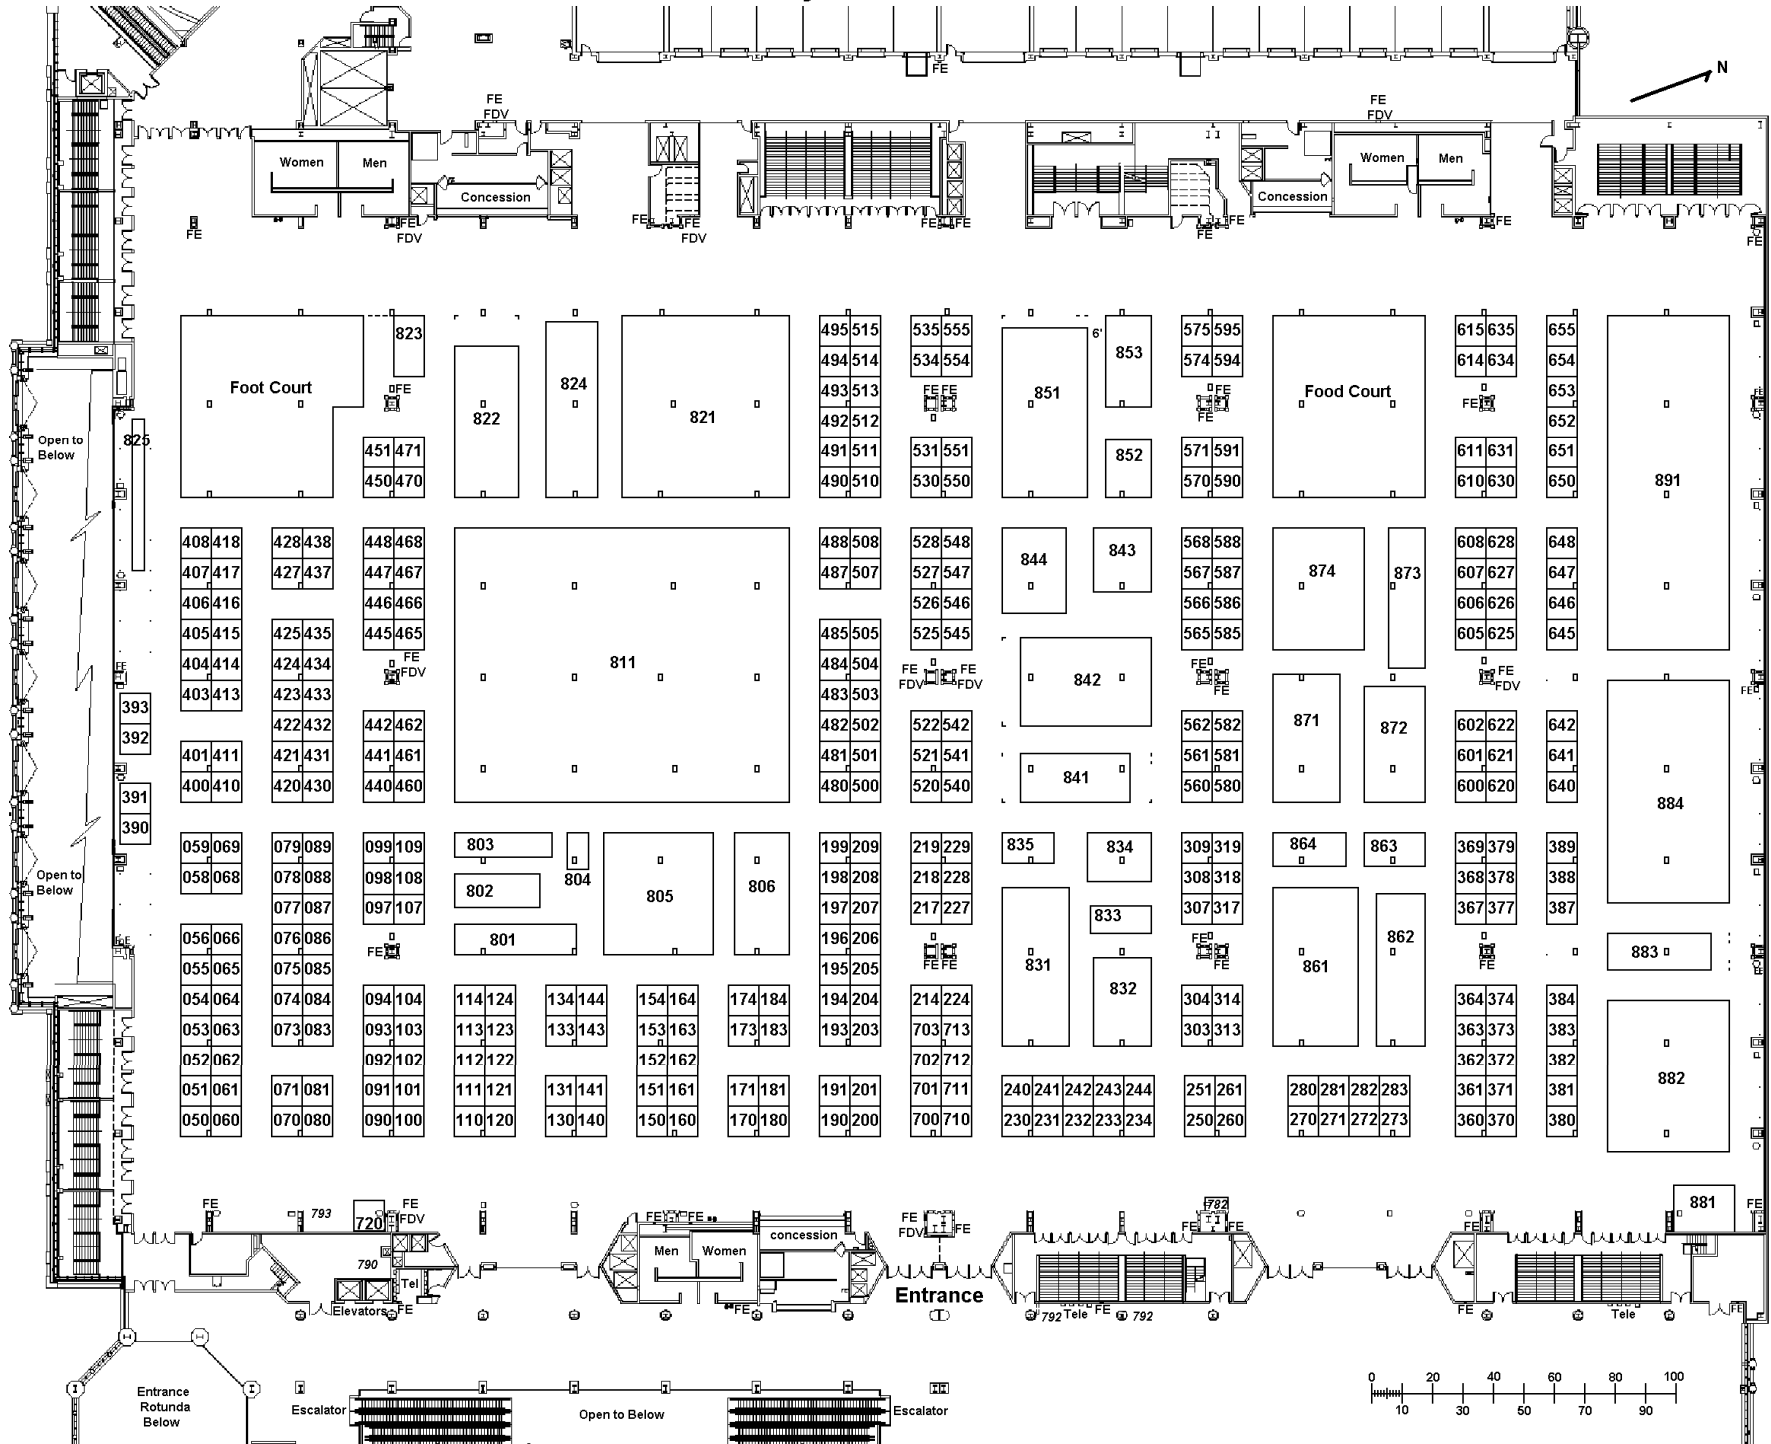 N
FE
FE
FDV
FE
FDV
Women Men
Concession
Women Men
Concession
FE
FE
FDV
FE FE
FDV
FE FE
FE
FE
FE
FE
495 515 535 555 575 595 615 635 655
823
6'
853
494 514 534 554 574 594 614 634 654
Foot Court 824 851 Food Court
FE FE FE FE
493 513 653
FE
FE
822 821
492 512 652
825
Open to
Below
451 471 491 511 531 551 852 571 591 611 631 651
450 470 490 510 530 550 570 590 610 630 650
891
408 418 428 438 448 468 488 508 528 548 568 588 608 628 648
844 843
407 417 427 437 447 467 487 507 527 547 567 587 874 873 607 627 647
406 416 446 466 526 546 566 586 606 626 646
405 415 425 435 445 465 485 505 525 545 565 585 605 625 645
FE
FDV
811
404 414 424 434 484 504
FE
FE
FDV
FE
FDV
842
FE
FE
FE
FDV
FE
403 413 423 433 483 503
393
392
422 432 442 462 482 502 522 542 562 582 871 872 602 622 642
401 411 421 431 441 461 481 501 521 541 841 561 581 601 621 641
400 410 420 430 440 460 480 500 520 540 560 580 600 620 640
884
391
390
059 069 079 089 099 109 803 199 209 219 229 835 834 309 319 864 863 369 379 389
058 068 078 088 098 108 802 804 805 806 198 208 218 228 308 318 368 378 388
Open to
Below
077 087 097 107 197 207 217 227 833 307 317 367 377 387
056 066 076 086 801 196 206 862
FE
FE
FE FE
FE
FE
FE
883
055 065 075 085 195 205 831 861
832
054 064 074 084 094 104 114 124 134 144 154 164 174 184 194 204 214 224 304 314 364 374 384
053 063 073 083 093 103 113 123 133 143 153 163 173 183 193 203 703 713 303 313 363 373 383
052 062 092 102 112 122 152 162 702 712 362 372 382
882
051 061 071 081 091 101 111 121 131 141 151 161 171 181 191 201 701 711 240 241 242 243 244 251 261 280 281 282 283 361 371 381
050 060 070 080 090 100 110 120 130 140 150 160 170 180 190 200 700 710 230 231 232 233 234 250 260 270 271 272 273 360 370 380
881
FE 793 720 FE
FDV
FE FE
FE
FDV
FE
782
FE FE
FE
FE
790
Tel
Men Women
concession
Elevators FE
FE
Entrance
792 Tele FE 792
FE
Tele
FE
Entrance
Rotunda
Below
Escalator
Open to Below
Escalator
0 20 40 60 80 100
10 30 50 70 90